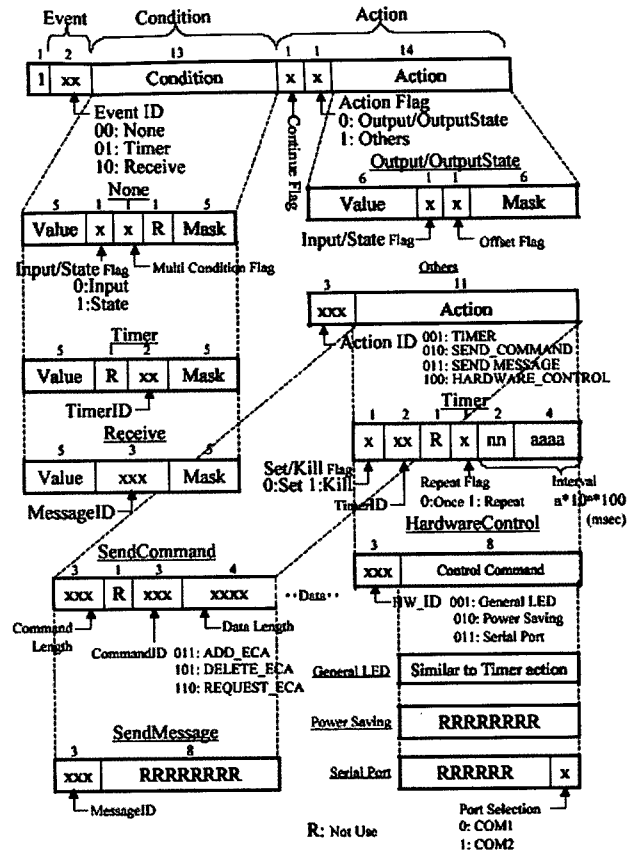 Event Condition Action
1 2 13 1 1 14
1 xx Condition x x Action
Event ID
00: None
01: Timer
10: Receive
Continue Flag
Action Flag
0: Output/OutputState
1: Others
Output/OutputState
6 1 1 6
Value x x Mask
Input/State Flag Offset Flag
None
5 1 1 1 5
Value x x R Mask
Input/State Flag Multi Condition Flag
0:Input
1:State
Others
3 11
xxx Action
Action ID 001: TIMER
010: SEND_COMMAND
011: SEND MESSAGE
100: HARDWARE_CONTROL
Timer
5 1 2 5
Value R xx Mask
TimerID
Timer
1 2 1 1 2 4
x xx R x nn aaaa
Set/Kill Flag
0:Set 1:Kill
TimerID
Repeat Flag
0:Once 1: Repeat
Interval
a*10ⁿ*100
(msec)
Receive
5 3 5
Value xxx Mask
MessageID
HardwareControl
3 8
xxx Control Command
HW_ID 001: General LED
010: Power Saving
011: Serial Port
SendCommand
3 1 3 4
xxx R xxx xxxx ··Data··
Command Length
Data Length
CommandID 011: ADD_ECA
101: DELETE_ECA
110: REQUEST_ECA
General LED Similar to Timer action
Power Saving RRRRRRRR
Serial Port RRRRRR x
SendMessage
3 8
xxx RRRRRRRR
MessageID
Port Selection
0: COM1
1: COM2
R: Not Use